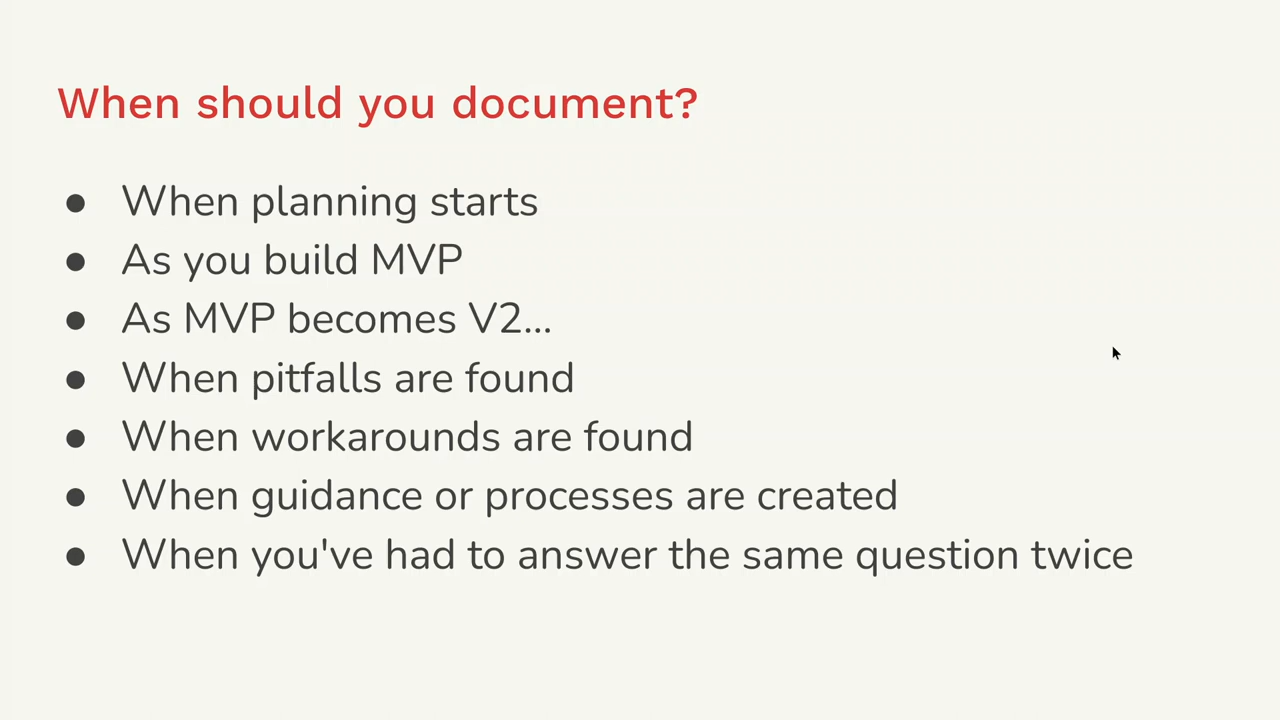 When should you document?
● When planning starts
● As you build MVP
● As MVP becomes V2...
● When pitfalls are found
● When workarounds are found
● When guidance or processes are created
● When you've had to answer the same question twice